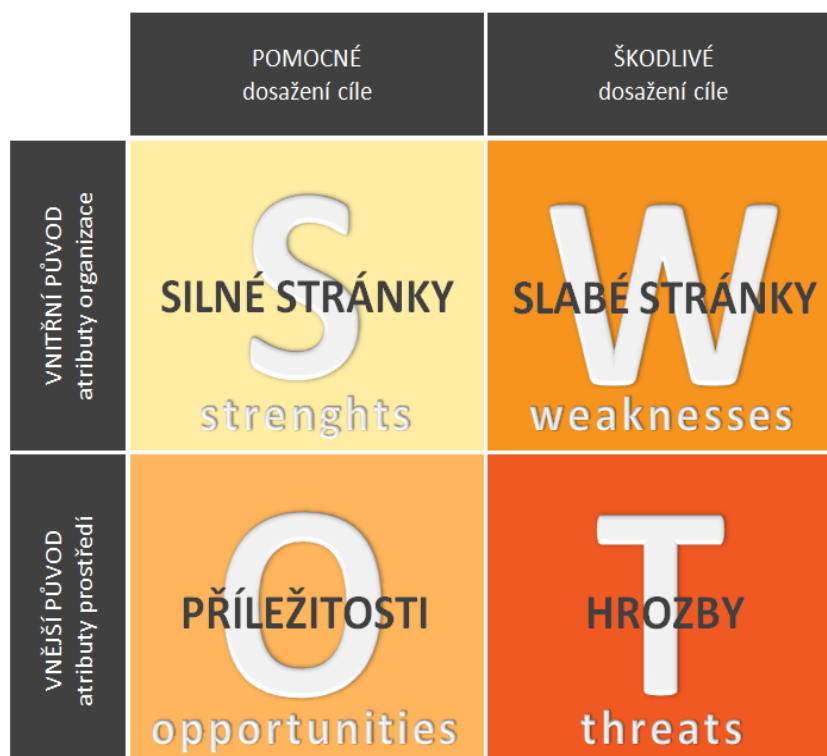 POMOCNÉ
dosažení cíle
ŠKODLIVÉ
dosažení cíle
VNITŘNÍ PŮVOD
atributy organizace
S
SILNÉ STRÁNKY
strenghts
W
SLABÉ STRÁNKY
weaknesses
VNĚJŠÍ PŮVOD
atributy prostředí
O
PŘÍLEŽITOSTI
opportunities
T
HROZBY
threats